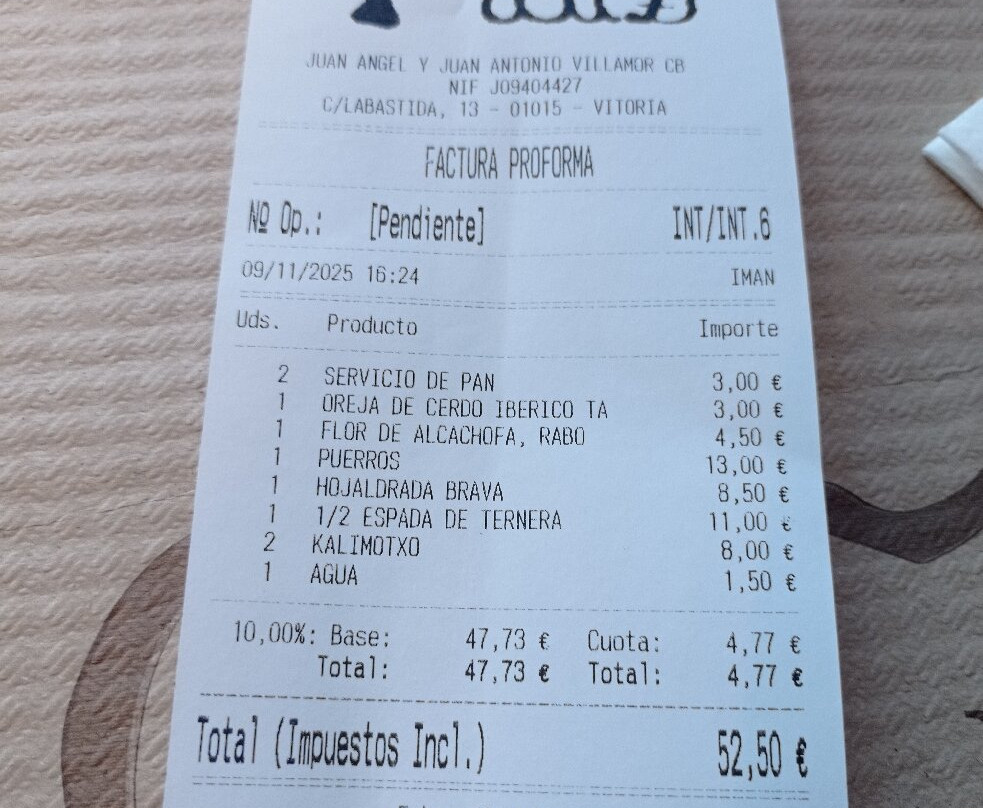 JUAN ANGEL Y JUAN ANTONIO VILLAMOR CB
NIF J09404427
C/LABASTIDA, 13 - 01015 - VITORIA
FACTURA PROFORMA
Nº Op.: [Pendiente] INT/INT.6
09/11/2025 16:24 IMAN
Uds. Producto Importe
2 SERVICIO DE PAN 3,00 €
1 OREJA DE CERDO IBERICO TA 3,00 €
1 FLOR DE ALCACHOFA, RABO 4,50 €
1 PUERROS 13,00 €
1 HOJALDRADA BRAVA 8,50 €
1 1/2 ESPADA DE TERNERA 11,00 €
2 KALIMOTXO 8,00 €
1 AGUA 1,50 €
10,00%: Base: 47,73 € Cuota: 4,77 €
Total: 47,73 € Total: 4,77 €
Total (Impuestos Incl.) 52,50 €